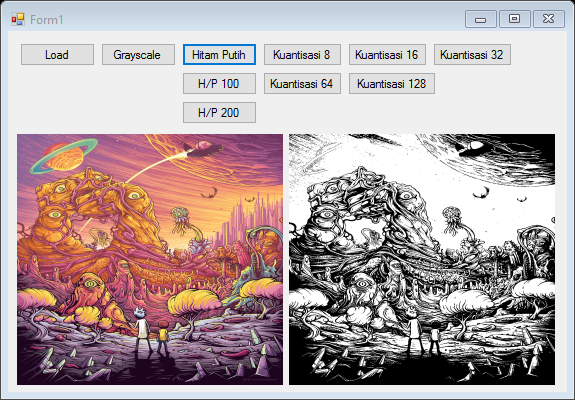 Form1
Load Grayscale Hitam Putih Kuantisasi 8 Kuantisasi 16 Kuantisasi 32
H/P 100 Kuantisasi 64 Kuantisasi 128
H/P 200